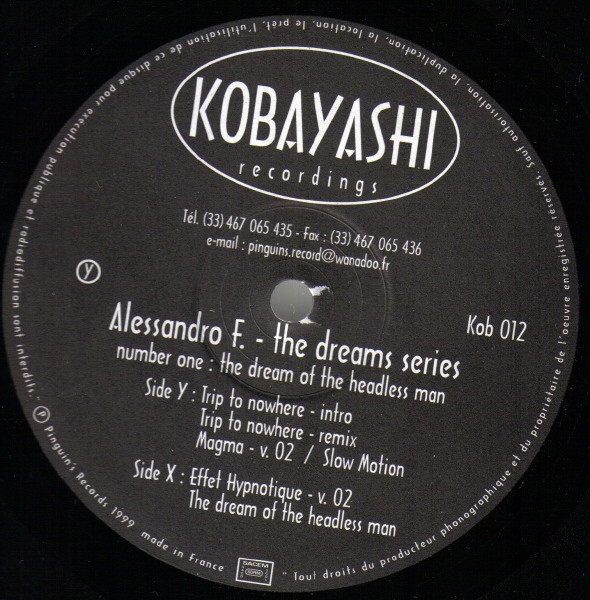 KOBAYASHI
recordings
Tél. (33) 467 065 435 - Fax : (33) 467 065 436
e-mail : pinguins.record@wanadoo.fr
y
Kob 012
Alessandro F. - the dreams series
number one : the dream of the headless man
Side Y : Trip to nowhere - intro
Trip to nowhere - remix
Magma - v. 02 / Slow Motion
Side X : Effet Hypnotique - v. 02
The dream of the headless man
" Tout droits du producteur phonographique et du propriétaire de l'oeuvre enregistrée réservés. Sauf autorisation, la duplication, la location, le prêt, l'utilisation de ce disque pour exécution publique et radiodiffusion sont interdits. "
℗ Pinguin's Records 1999 made in France
SACEM